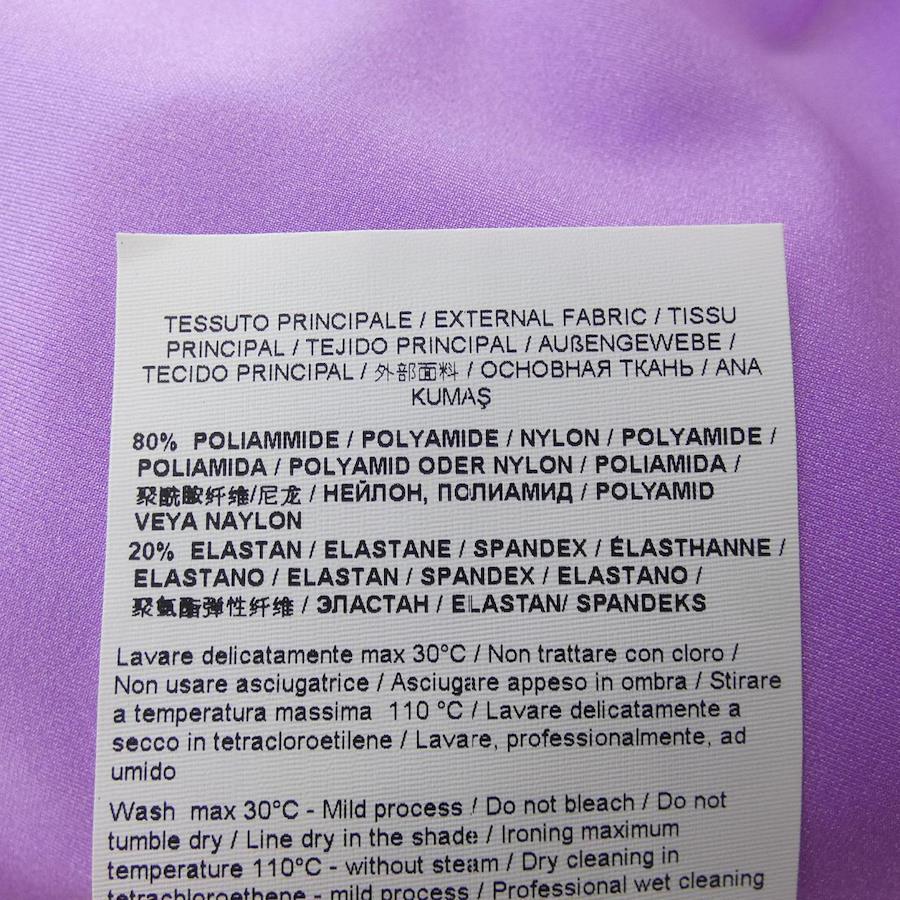 TESSUTO PRINCIPALE / EXTERNAL FABRIC / TISSU
PRINCIPAL / TEJIDO PRINCIPAL / AUßENGEWEBE /
TECIDO PRINCIPAL / 外部面料 / ОСНОВНАЯ ТКАНЬ / ANA
KUMAŞ
80% POLIAMMIDE / POLYAMIDE / NYLON / POLYAMIDE /
POLIAMIDA / POLYAMID ODER NYLON / POLIAMIDA /
聚酰胺纤维/尼龙 / НЕЙЛОН, ПОЛИАМИД / POLYAMID
VEYA NAYLON
20% ELASTAN / ELASTANE / SPANDEX / ÉLASTHANNE /
ELASTANO / ELASTAN / SPANDEX / ELASTANO /
聚氨酯弹性纤维 / ЭЛАСТАН / ELASTAN/ SPANDEKS
Lavare delicatamente max 30°C / Non trattare con cloro /
Non usare asciugatrice / Asciugare appeso in ombra / Stirare
a temperatura massima 110 °C / Lavare delicatamente a
secco in tetracloroetilene / Lavare, professionalmente, ad
umido
Wash max 30°C - Mild process / Do not bleach / Do not
tumble dry / Line dry in the shade / Ironing maximum
temperature 110°C - without steam / Dry cleaning in
tetrachloroethene - mild process / Professional wet cleaning